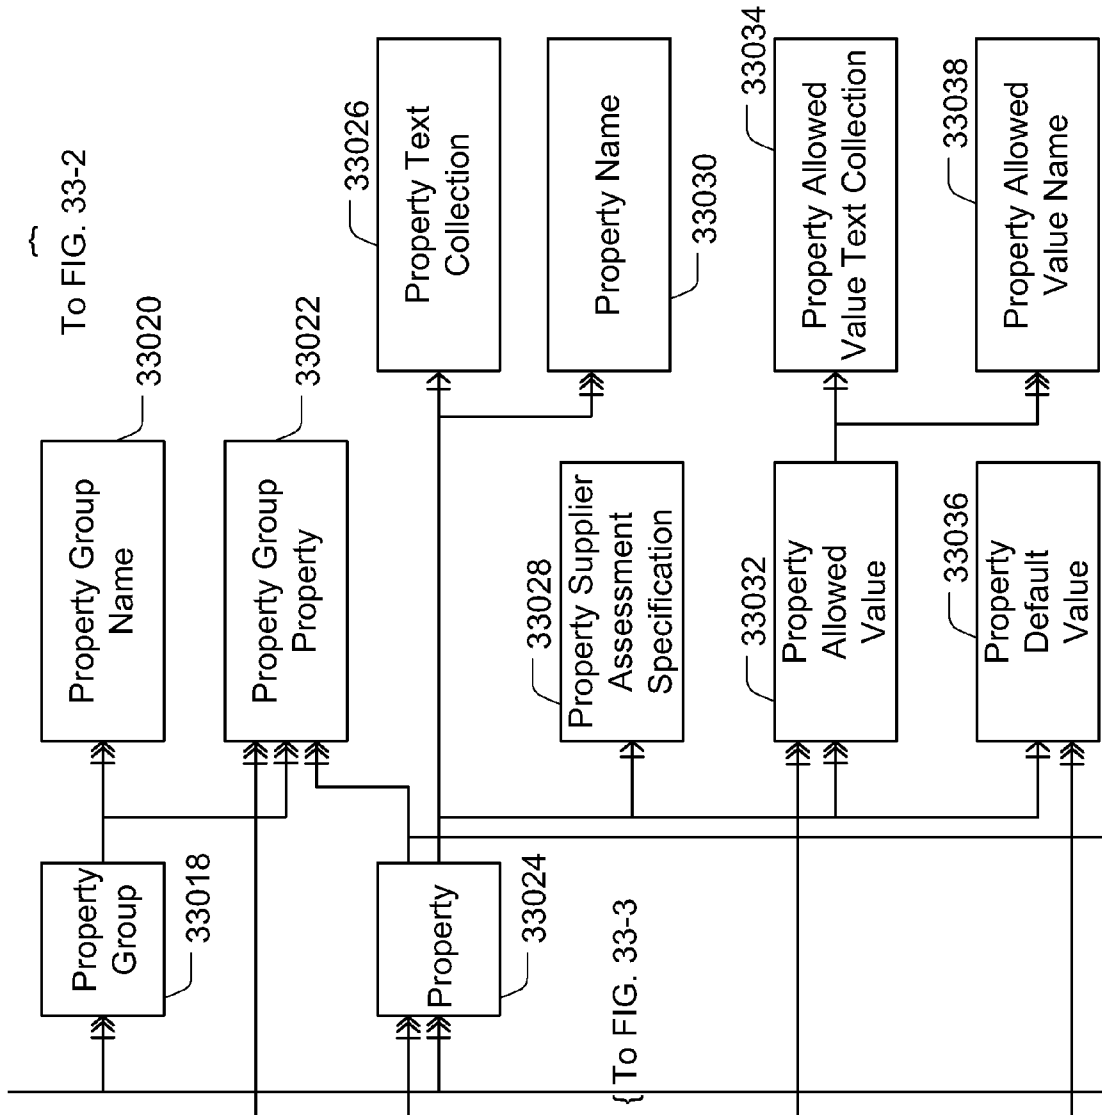 {
To FIG. 33-2
33020
Property Group
Name
33022
Property Group
Property
33026
Property Text
Collection
Property Name
33030
33034
Property Allowed
Value Text Collection
33038
Property Allowed
Value Name
33028
Property Supplier
Assessment
Specification
33032
Property
Allowed
Value
33036
Property
Default
Value
Property
Group
33018
Property
33024
{ To FIG. 33-3